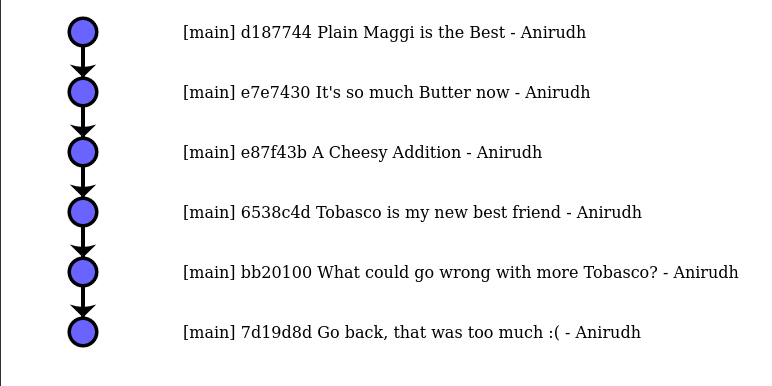 [main] d187744 Plain Maggi is the Best - Anirudh
[main] e7e7430 It's so much Butter now - Anirudh
[main] e87f43b A Cheesy Addition - Anirudh
[main] 6538c4d Tobasco is my new best friend - Anirudh
[main] bb20100 What could go wrong with more Tobasco? - Anirudh
[main] 7d19d8d Go back, that was too much :( - Anirudh